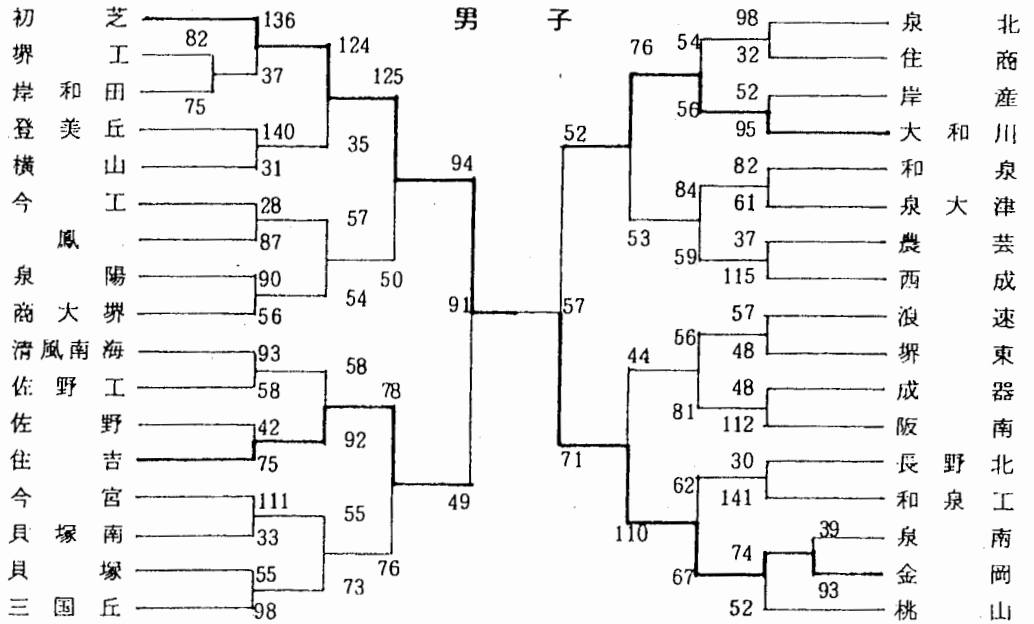 男子
初芝
136
堺工
82
124
岸和田
75
37
125
登美丘
140
35
横山
31
94
今工
28
57
鳳
87
50
泉陽
90
54
商大堺
56
91
清風南海
93
58
佐野工
58
78
佐野
42
92
住吉
75
49
今宮
111
55
貝塚南
33
76
貝塚
55
73
三国丘
98
76
54
98
泉北
32
住商
56
52
岸産
52
95
大和川
82
和泉
84
61
泉大津
53
59
37
農芸
115
西成
57
57
浪速
44
56
48
堺東
81
48
成器
71
112
阪南
30
長野北
62
141
和泉工
110
39
泉南
67
74
93
金岡
52
桃山